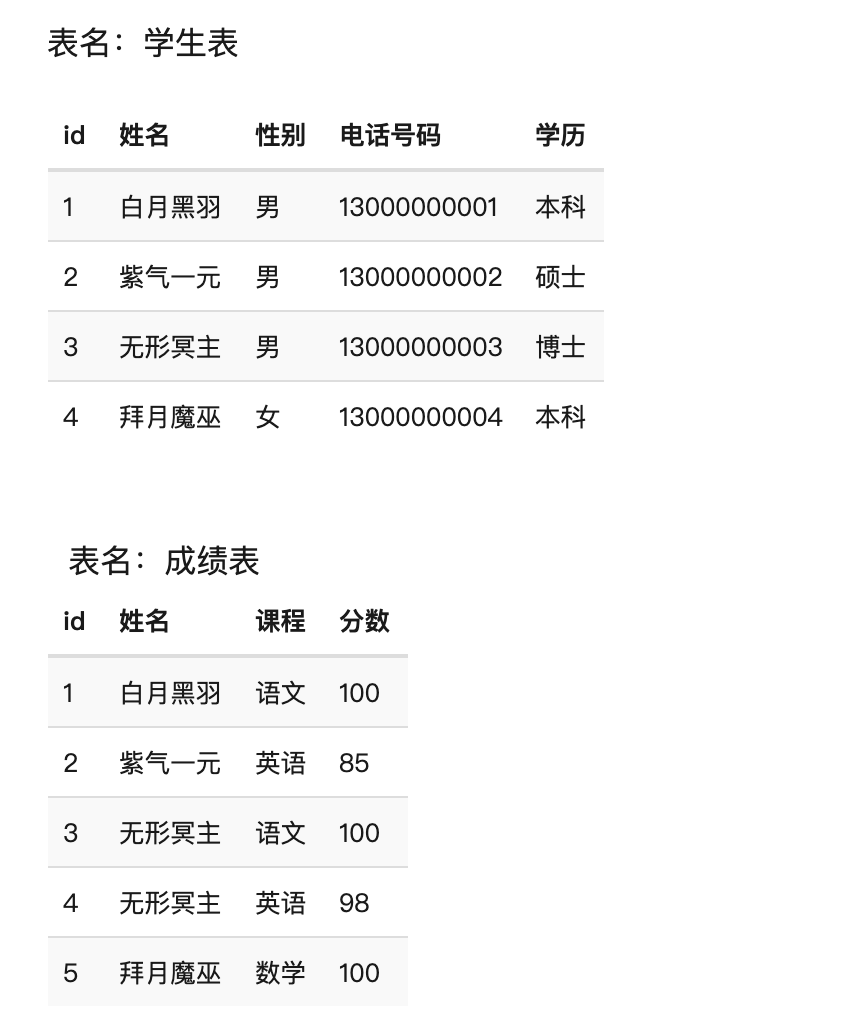 表名：学生表
id 姓名 性别 电话号码 学历
1 白月黑羽 男 13000000001 本科
2 紫气一元 男 13000000002 硕士
3 无形冥主 男 13000000003 博士
4 拜月魔巫 女 13000000004 本科
表名：成绩表
id 姓名 课程 分数
1 白月黑羽 语文 100
2 紫气一元 英语 85
3 无形冥主 语文 100
4 无形冥主 英语 98
5 拜月魔巫 数学 100